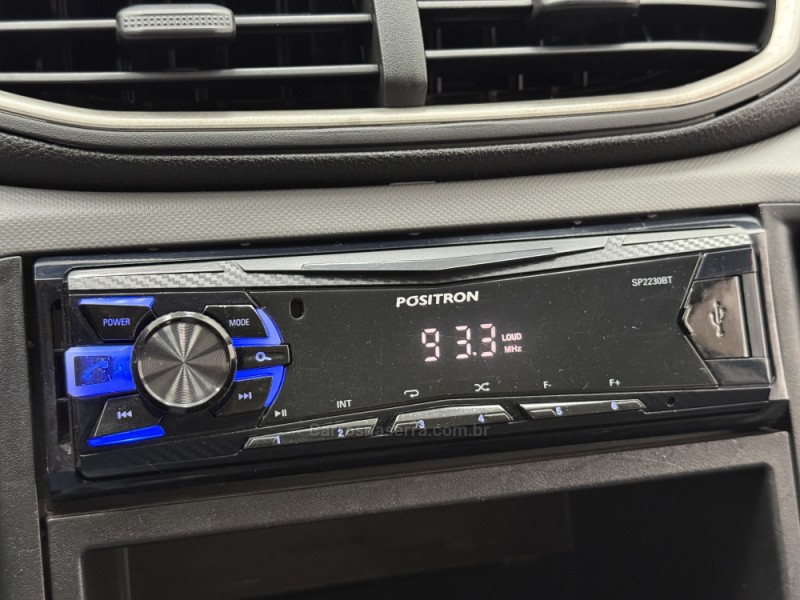 POSITRON
SP2230BT
POWER
MODE
93.3
LOUD
MHz
INT
F-
F+
1
2
3
4
5
6
carrosnaserra.com.br